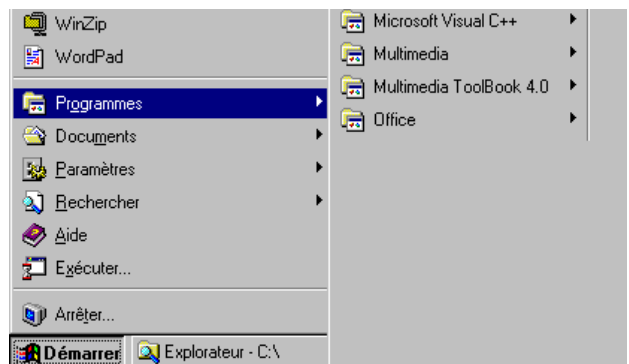 WinZip
WordPad
Programmes
Documents
Paramètres
Rechercher
Aide
Exécuter...
Arrêter...
Microsoft Visual C++
Multimedia
Multimedia ToolBook 4.0
Office
Démarrer
Explorateur - C:\